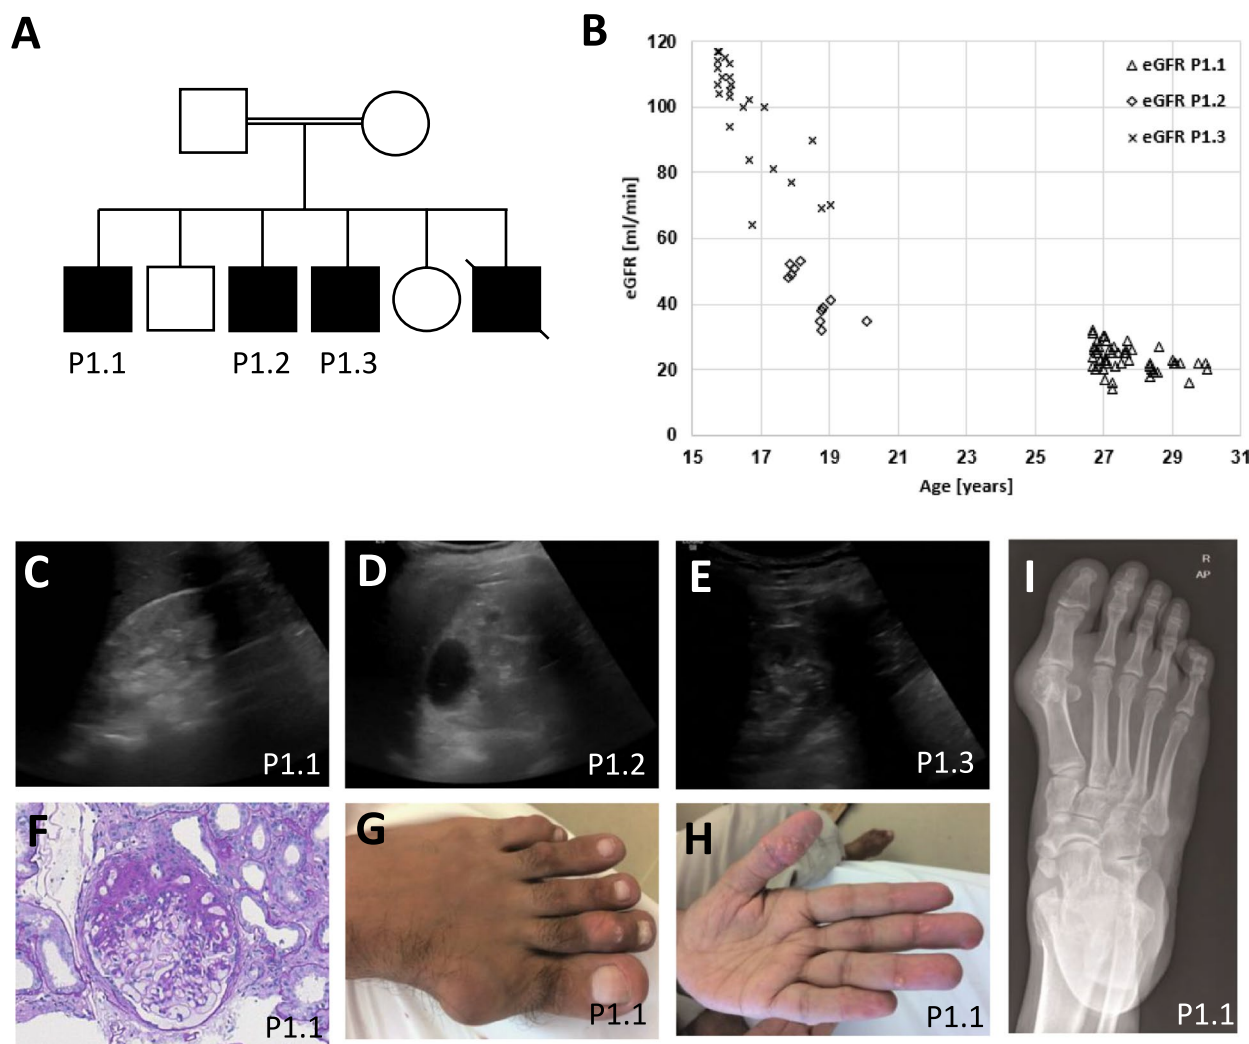 A
P1.1
P1.2
P1.3
B
120
100
80
60
40
20
0
eGFR [ml/min]
15
17
19
21
23
25
27
29
31
Age [years]
eGFR P1.1
eGFR P1.2
eGFR P1.3
C
P1.1
D
P1.2
E
P1.3
I
R
AP
P1.1
F
P1.1
G
P1.1
H
P1.1